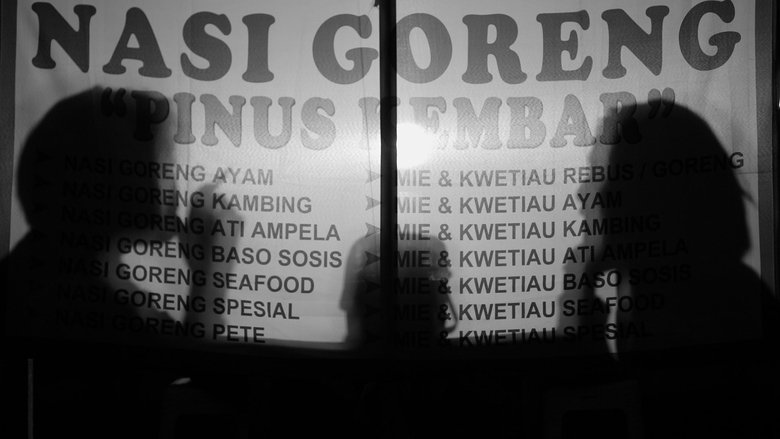 NASI GORENG
"PINUS KEMBAR"
NASI GORENG AYAM
NASI GORENG KAMBING
NASI GORENG ATI AMPELA
NASI GORENG BASO SOSIS
NASI GORENG SEAFOOD
NASI GORENG SPESIAL
NASI GORENG PETE
MIE & KWETIAU REBUS / GORENG
MIE & KWETIAU AYAM
MIE & KWETIAU KAMBING
MIE & KWETIAU ATI AMPELA
MIE & KWETIAU BASO SOSIS
MIE & KWETIAU SEAFOOD
MIE & KWETIAU SPESIAL